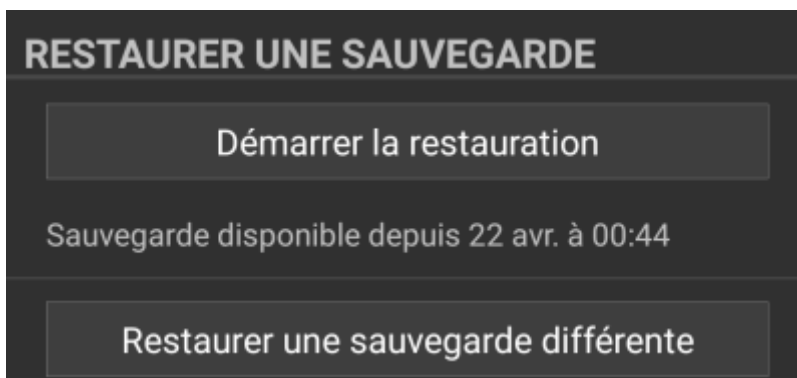 RESTAURER UNE SAUVEGARDE
Démarrer la restauration
Sauvegarde disponible depuis 22 avr. à 00:44
Restaurer une sauvegarde différente